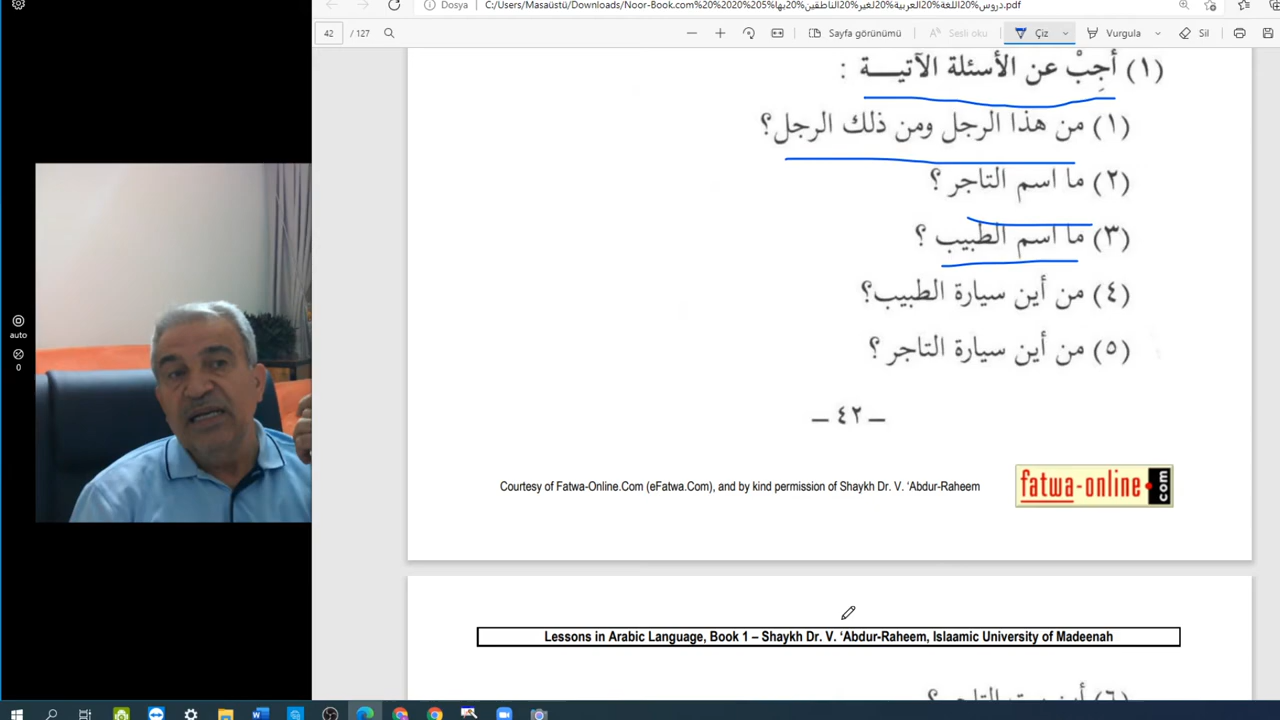 Dosya
C:/Users/Masaüstü/Downloads/Noor-Book.com%20%2020%205%20دروس%20اللغة%20العربية%20لغير%20الناطقين%20بها.pdf
42
/ 127
Sayfa görünümü
Sesli oku
Çiz
Vurgula
Sil
(١) أَجِبْ عن الأسئلة الآتيـــة :
(١) من هذا الرجل ومن ذلك الرجل؟
(٢) ما اسم التاجر ؟
(٣) ما اسم الطبيب ؟
(٤) من أين سيارة الطبيب؟
(٥) من أين سيارة التاجر ؟
– ٤٢ –
Courtesy of Fatwa-Online.Com (eFatwa.Com), and by kind permission of Shaykh Dr. V. ‘Abdur-Raheem
fatwa-online.com
Lessons in Arabic Language, Book 1 – Shaykh Dr. V. ‘Abdur-Raheem, Islaamic University of Madeenah
auto
0